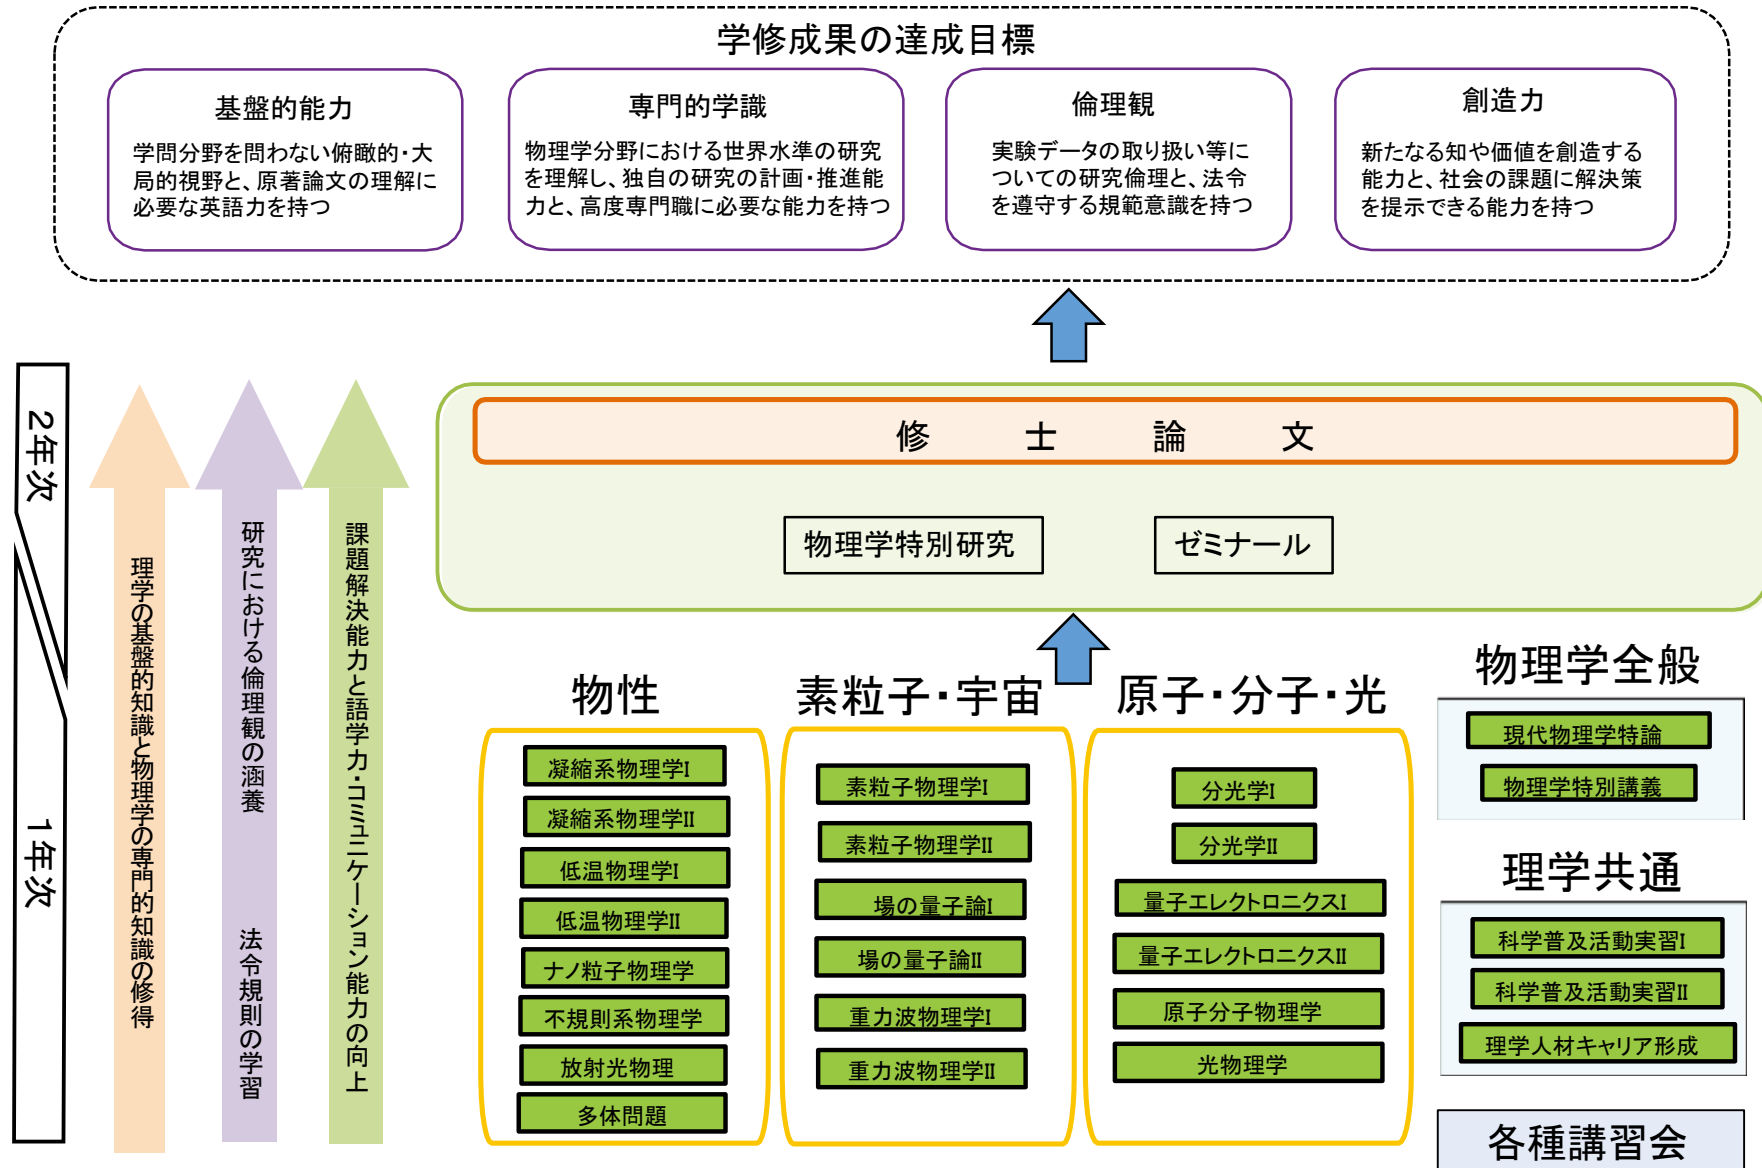 学修成果の達成目標
基盤的能力
学問分野を問わない俯瞰的・大
局的視野と、原著論文の理解に
必要な英語力を持つ
専門的学識
物理学分野における世界水準の研究
を理解し、独自の研究の計画・推進能
力と、高度専門職に必要な能力を持つ
倫理観
実験データの取り扱い等に
ついての研究倫理と、法令
を遵守する規範意識を持つ
創造力
新たなる知や価値を創造する
能力と、社会の課題に解決策
を提示できる能力を持つ
2年次
1年次
理学の基盤的知識と物理学の専門的知識の修得
研究における倫理観の涵養
法令規則の学習
課題解決能力と語学力・コミュニケーション能力の向上
修士論文
物理学特別研究
ゼミナール
物性
凝縮系物理学I
凝縮系物理学II
低温物理学I
低温物理学II
ナノ粒子物理学
不規則系物理学
放射光物理
多体問題
素粒子・宇宙
素粒子物理学I
素粒子物理学II
場の量子論I
場の量子論II
重力波物理学I
重力波物理学II
原子・分子・光
分光学I
分光学II
量子エレクトロニクスI
量子エレクトロニクスII
原子分子物理学
光物理学
物理学全般
現代物理学特論
物理学特別講義
理学共通
科学普及活動実習I
科学普及活動実習II
理学人材キャリア形成
各種講習会